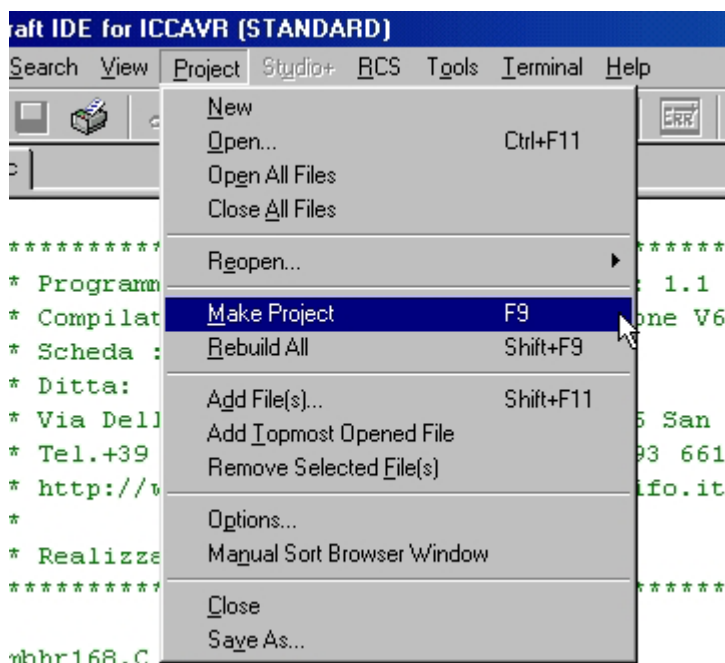 raft IDE for ICCAVR (STANDARD)
Search View Project Studio+ RCS Tools Terminal Help
ERR
c
New
Open... Ctrl+F11
Open All Files
Close All Files
Reopen...
Make Project F9
Rebuild All Shift+F9
Add File(s)... Shift+F11
Add Topmost Opened File
Remove Selected File(s)
Options...
Manual Sort Browser Window
Close
Save As...
**********
* Programm : 1.1
* Compilat one V6
* Scheda :
* Ditta:
* Via Dell San
* Tel.+39 93 661
* http:// ifo.it
*
* Realizza
**********
mbhr168.C